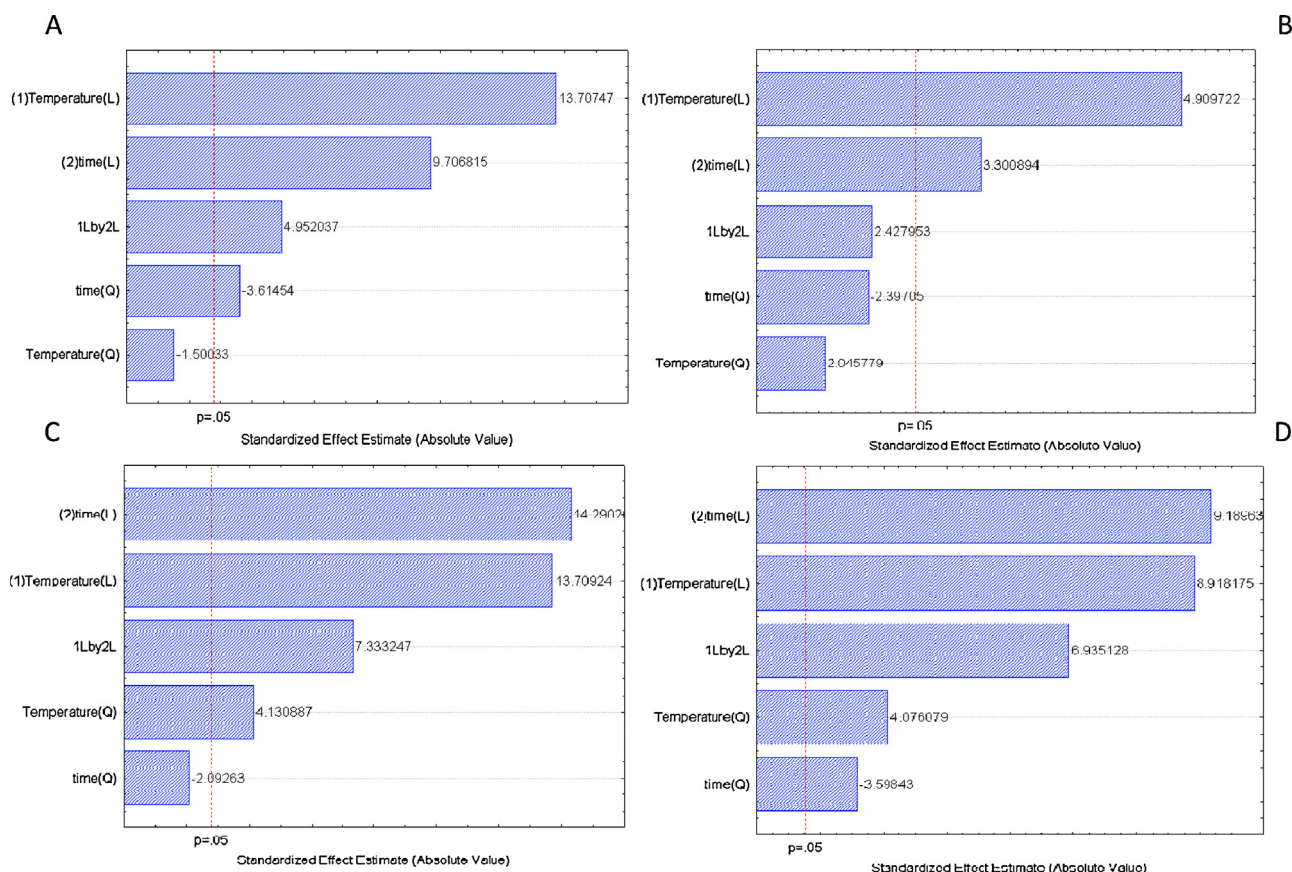 A
(1)Temperature(L)
13.70747
(2)time(L)
9.706815
1Lby2L
4.952037
time(Q)
-3.61454
Temperature(Q)
-1.50033
p=.05
Standardized Effect Estimate (Absolute Value)
B
(1)Temperature(L)
4.909722
(2)time(L)
3.300894
1Lby2L
2.427953
time(Q)
-2.39705
Temperature(Q)
2.045779
p=.05
Standardized Effect Estimate (Absolute Value)
C
(2)time(L)
14.2902
(1)Temperature(L)
13.70924
1Lby2L
7.333247
Temperature(Q)
4.130887
time(Q)
-2.09263
p=.05
Standardized Effect Estimate (Absolute Value)
D
(2)time(L)
9.18963
(1)Temperature(L)
8.918175
1Lby2L
6.935128
Temperature(Q)
4.076079
time(Q)
-3.59843
p=.05
Standardized Effect Estimate (Absolute Value)